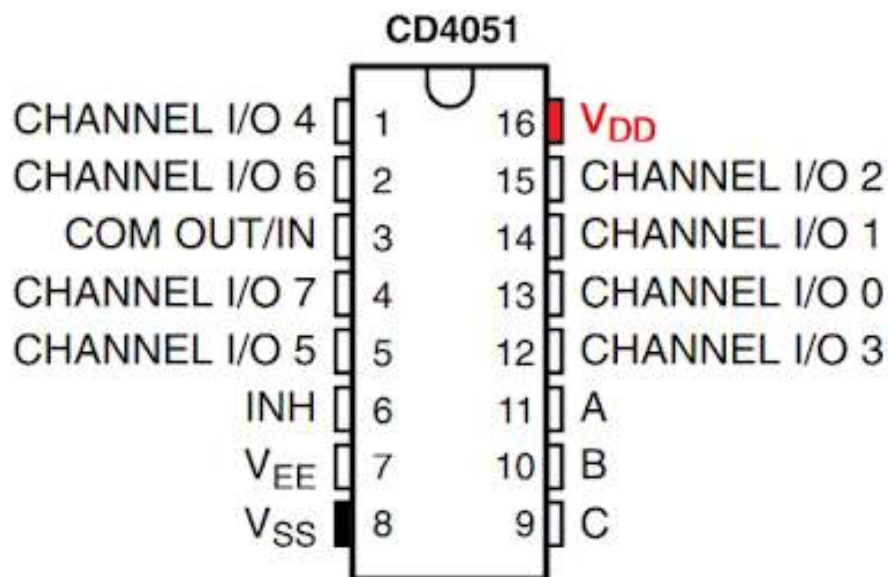 CD4051
CHANNEL I/O 4 1 16 VDD
CHANNEL I/O 6 2 15 CHANNEL I/O 2
COM OUT/IN 3 14 CHANNEL I/O 1
CHANNEL I/O 7 4 13 CHANNEL I/O 0
CHANNEL I/O 5 5 12 CHANNEL I/O 3
INH 6 11 A
VEE 7 10 B
VSS 8 9 C